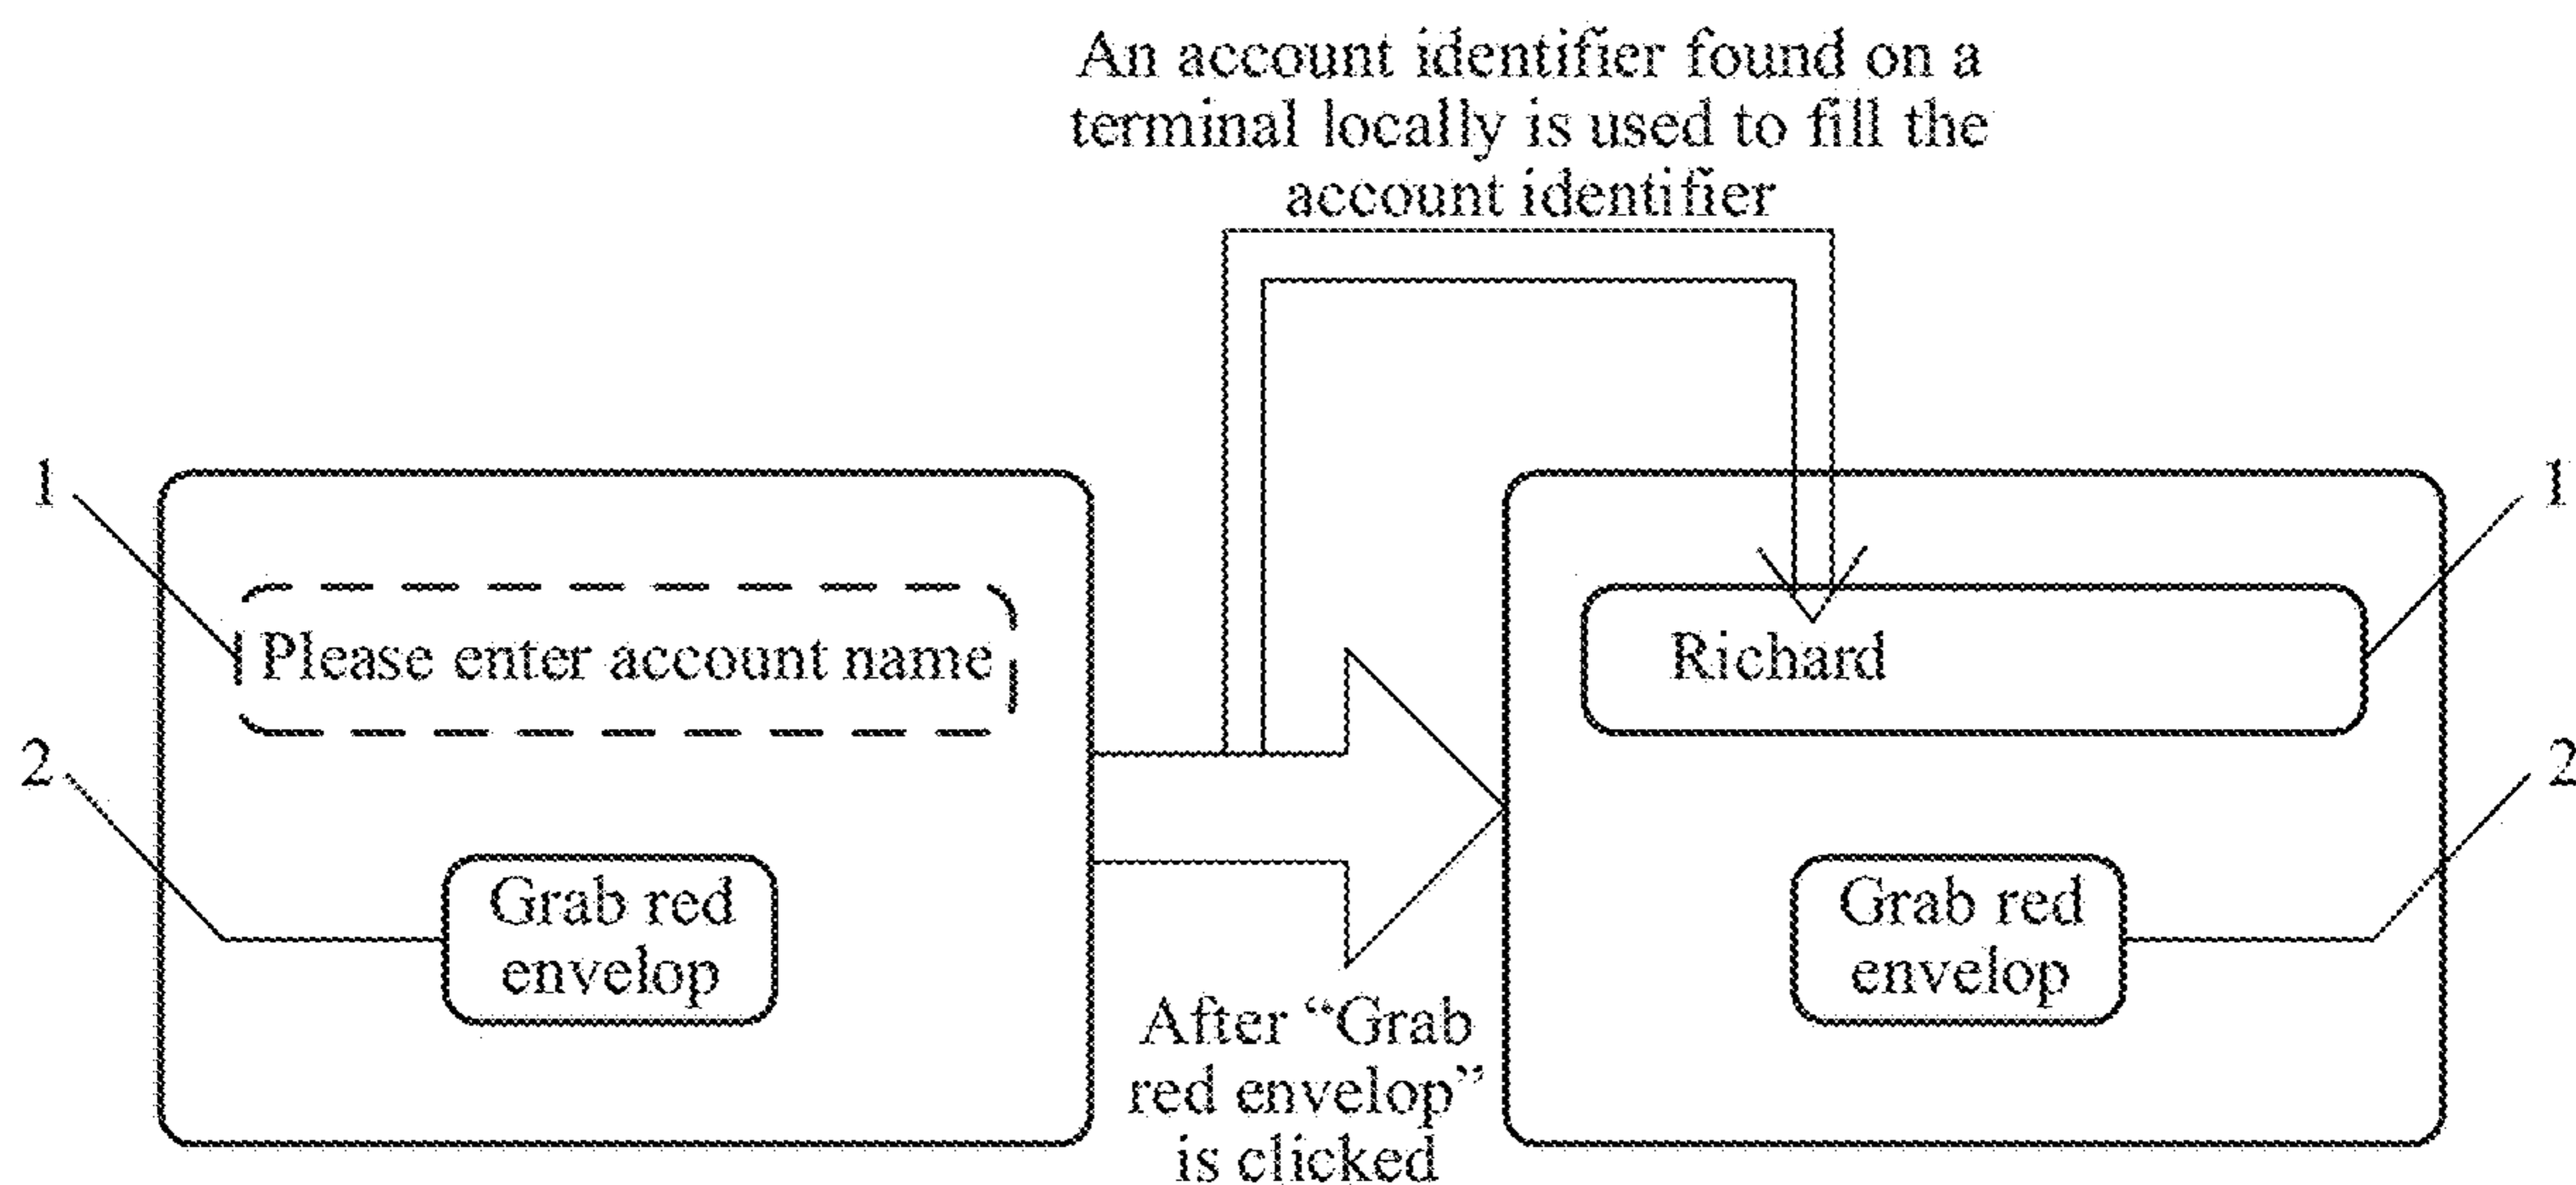 An account identifier found on a
terminal locally is used to fill the
account identifier
1
Please enter account name
2
Grab red
envelop
After “Grab
red envelop”
is clicked
1
Richard
2
Grab red
envelop